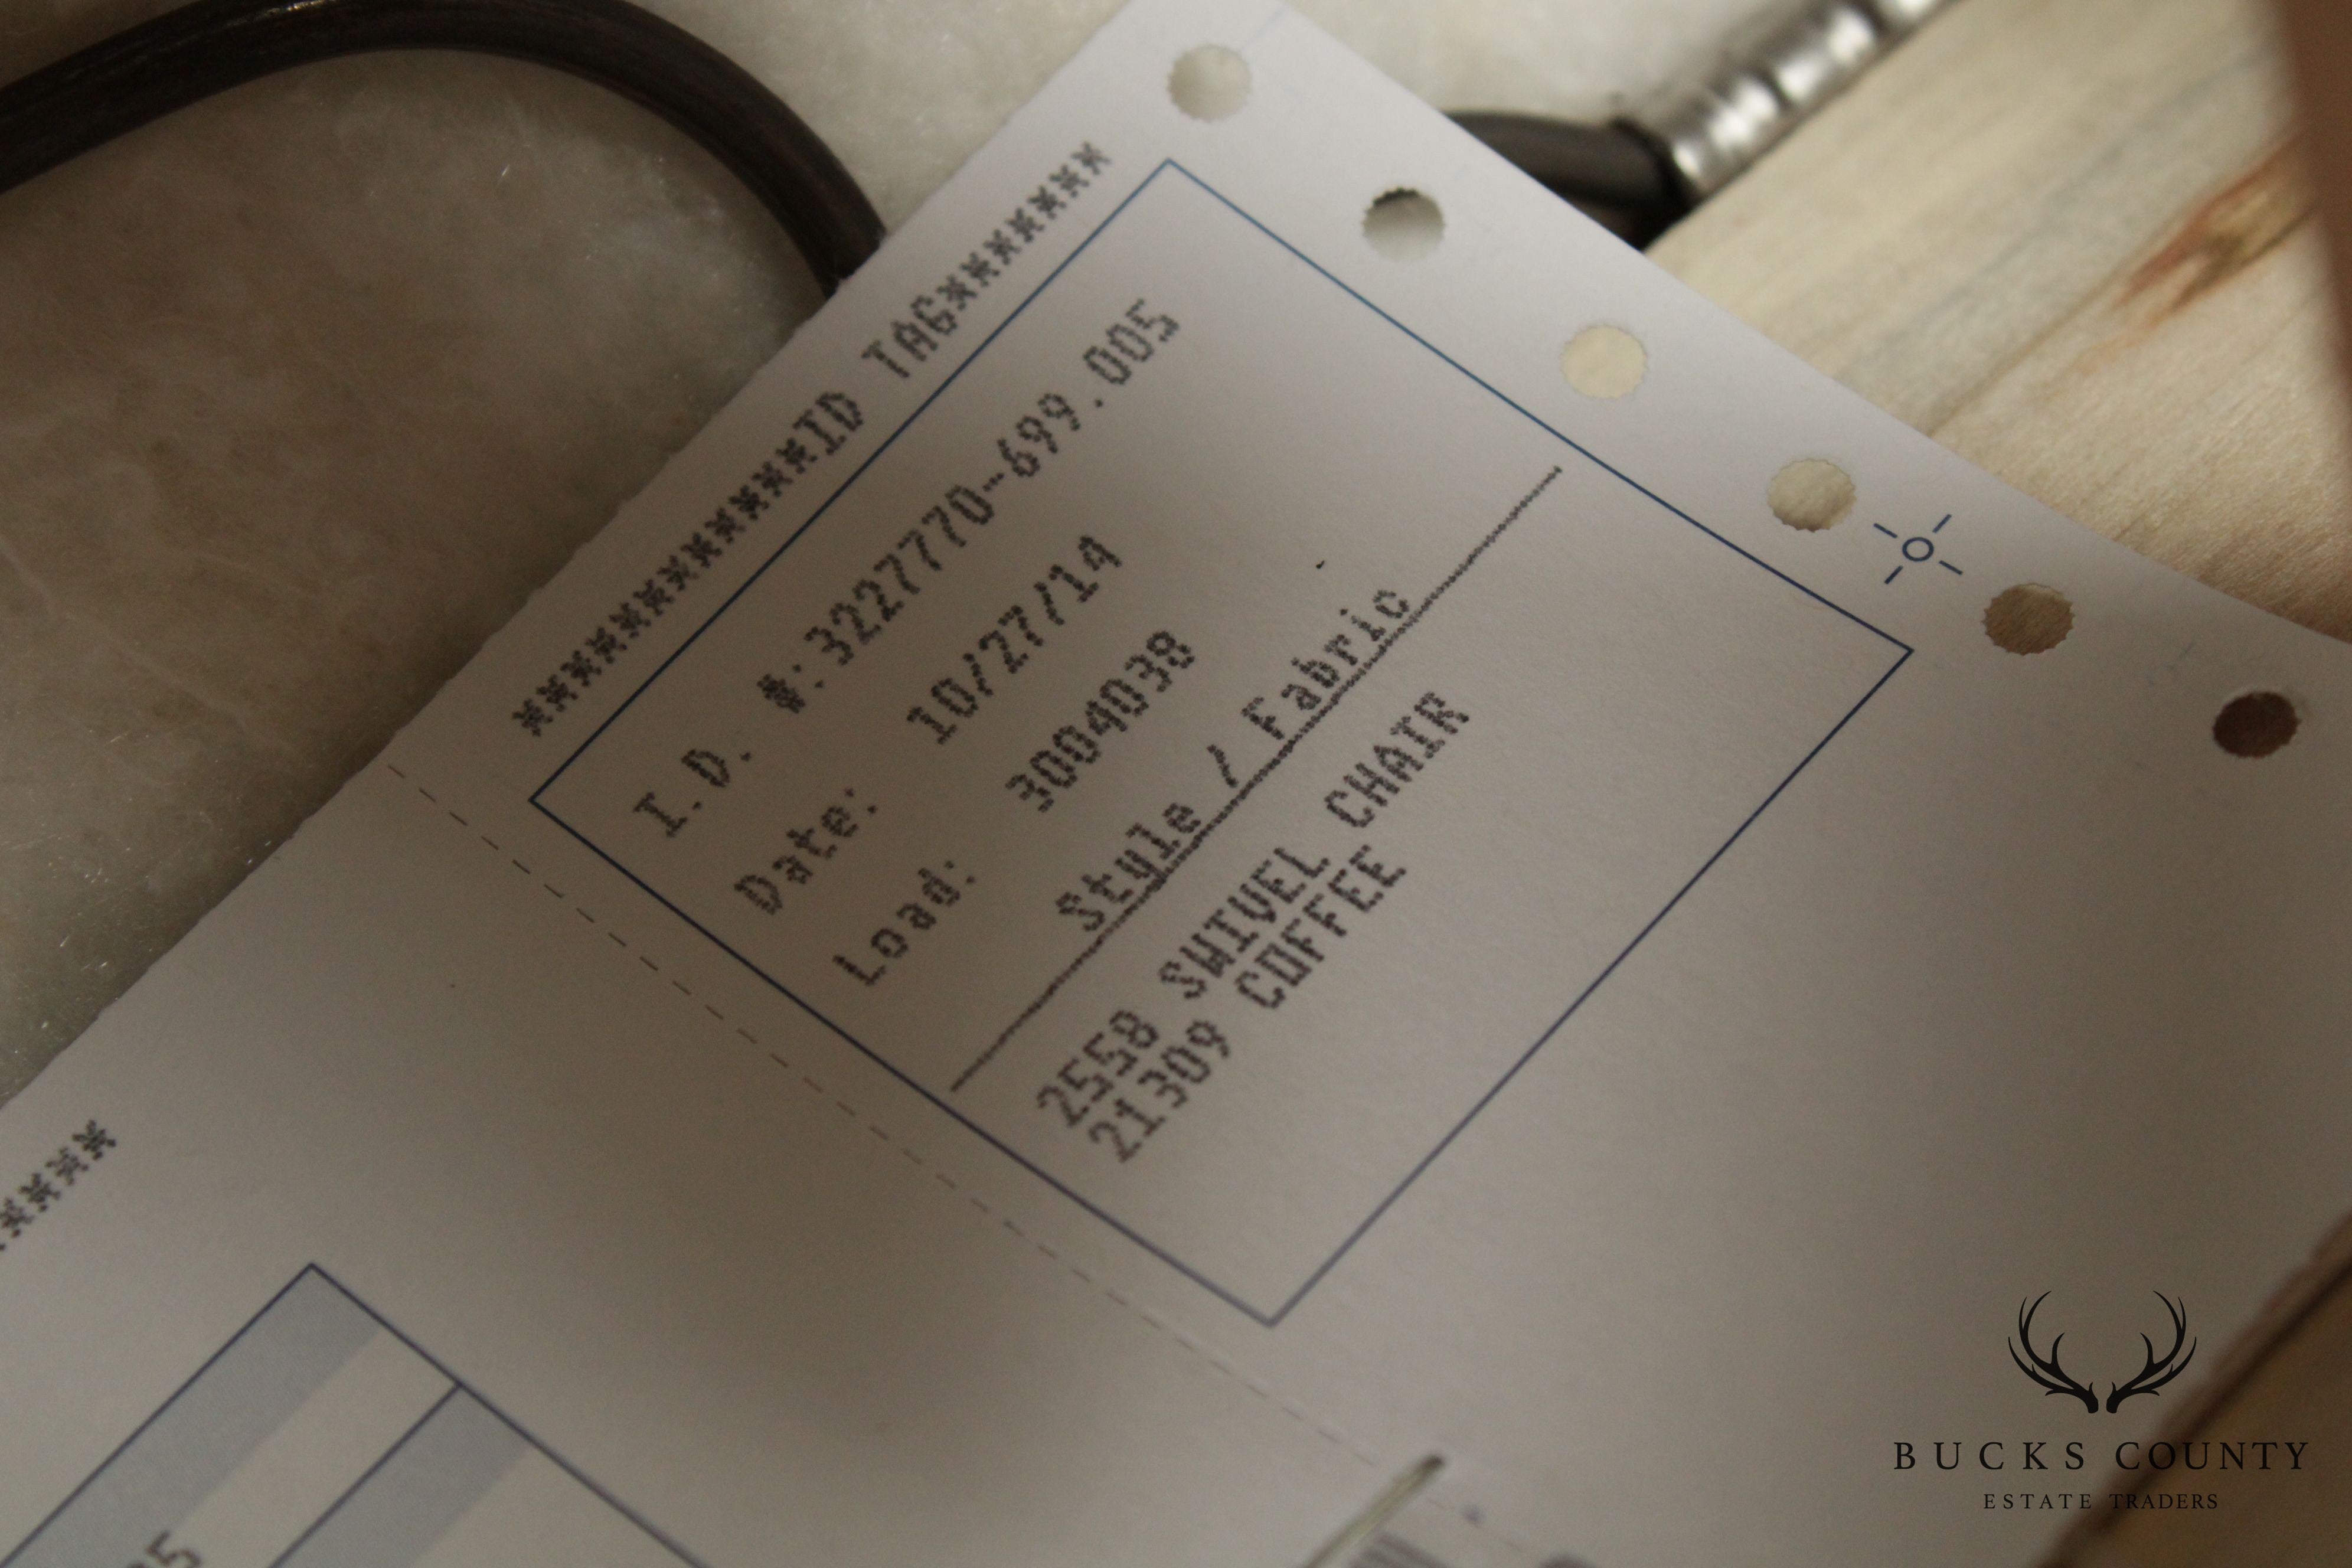 *************ID TAG********
I.D. #:3227770-699.005
Date: 10/27/14
Load: 3004038
Style / Fabric
2558 SWIVEL CHAIR
21309 COFFEE
*****
BUCKS COUNTY
ESTATE TRADERS